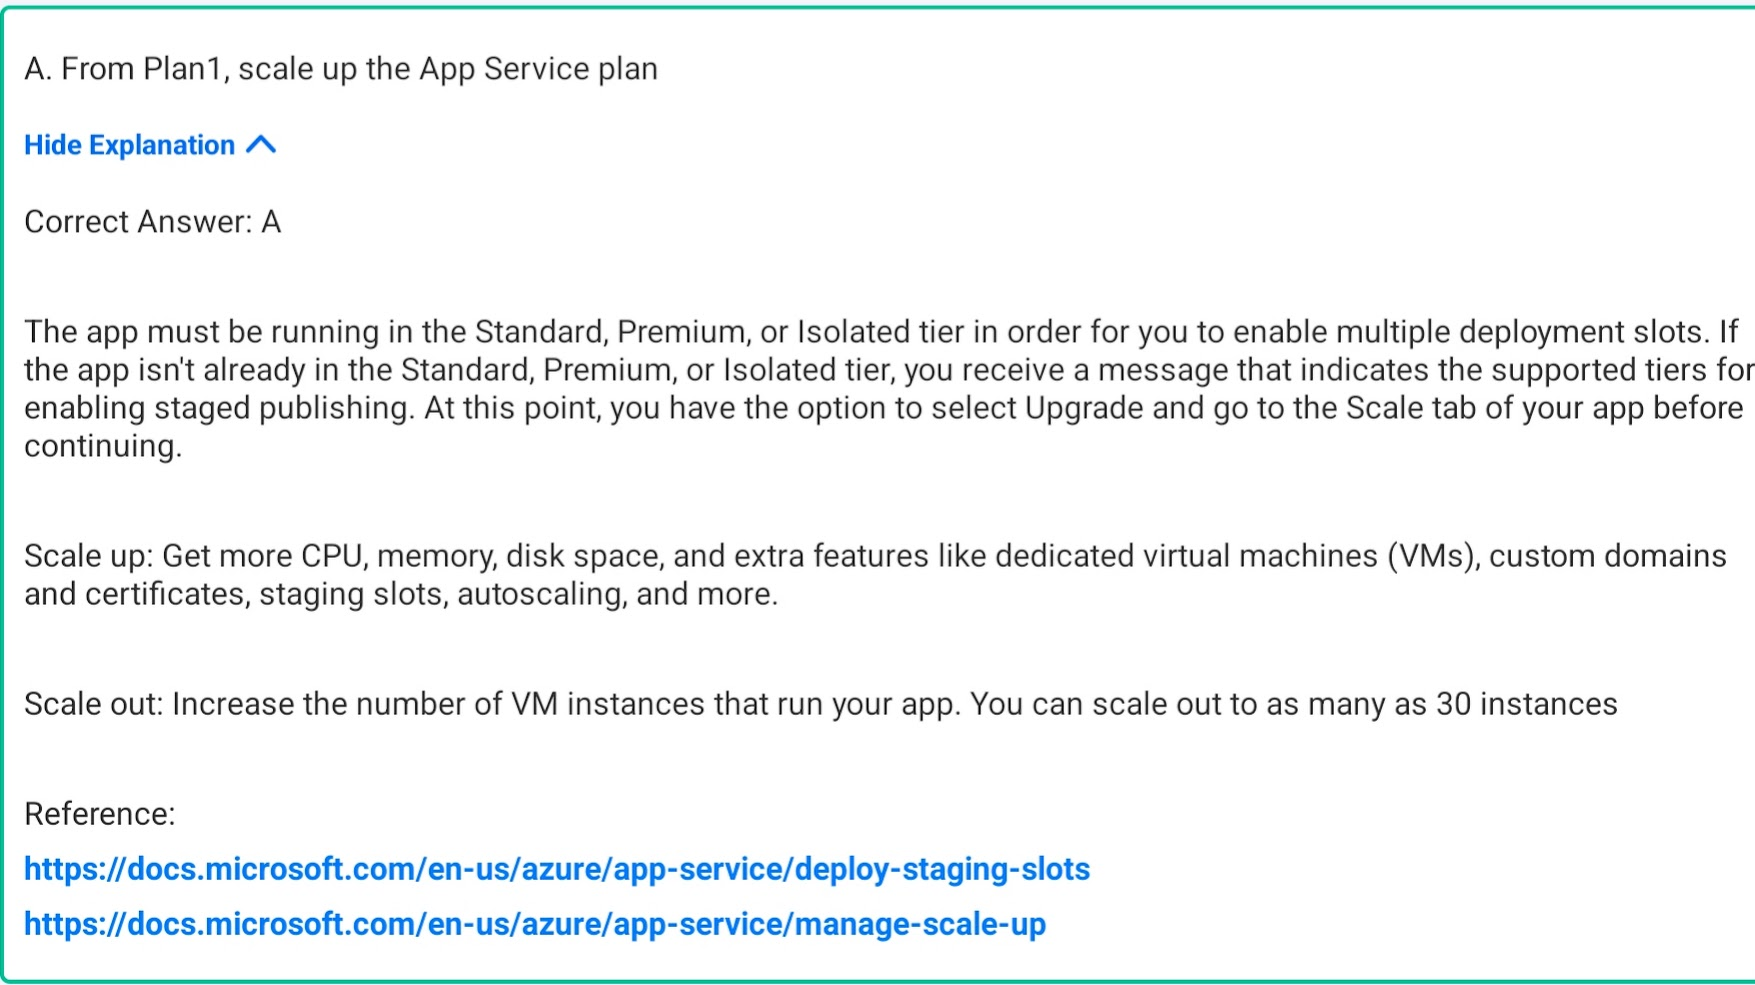 A. From Plan1, scale up the App Service plan
Hide Explanation
Correct Answer: A
The app must be running in the Standard, Premium, or Isolated tier in order for you to enable multiple deployment slots. If
the app isn't already in the Standard, Premium, or Isolated tier, you receive a message that indicates the supported tiers for
enabling staged publishing. At this point, you have the option to select Upgrade and go to the Scale tab of your app before
continuing.
Scale up: Get more CPU, memory, disk space, and extra features like dedicated virtual machines (VMs), custom domains
and certificates, staging slots, autoscaling, and more.
Scale out: Increase the number of VM instances that run your app. You can scale out to as many as 30 instances
Reference:
https://docs.microsoft.com/en-us/azure/app-service/deploy-staging-slots
https://docs.microsoft.com/en-us/azure/app-service/manage-scale-up